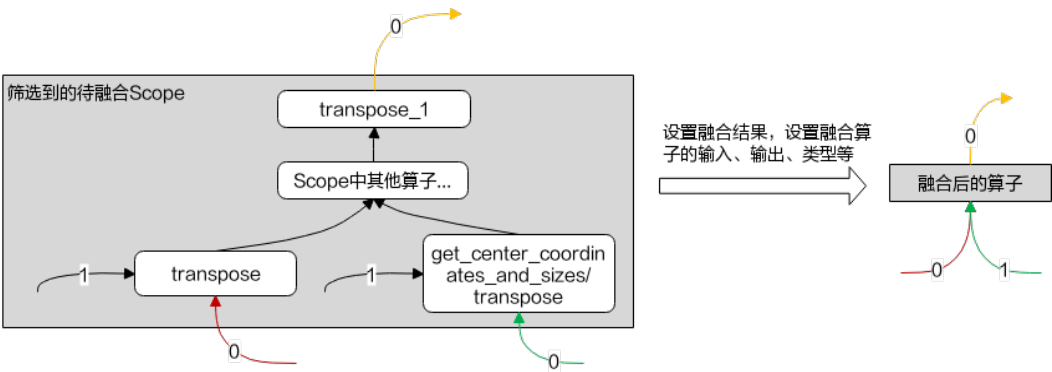 0
筛选到的待融合Scope
transpose_1
设置融合结果，设置融合算
子的输入、输出、类型等
0
Scope中其他算子...
融合后的算子
get_center_coordin
ates_and_sizes/
transpose
1
transpose
1
0
1
0
0